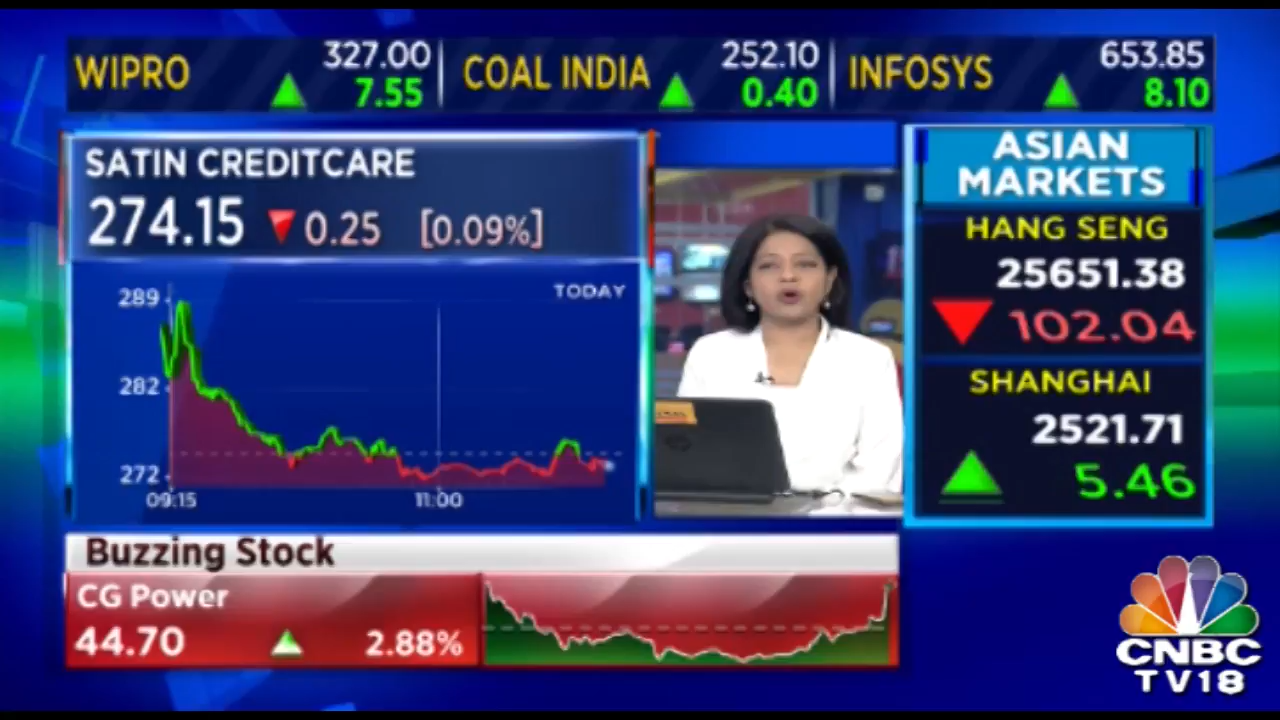 WIPRO 327.00
7.55
COAL INDIA 252.10
0.40
INFOSYS 653.85
8.10
SATIN CREDITCARE
274.15 0.25 [0.09%]
TODAY
289
282
272
09:15 11:00
ASIAN
MARKETS
HANG SENG
25651.38
102.04
SHANGHAI
2521.71
5.46
Buzzing Stock
CG Power
44.70 2.88%
CNBC
TV18